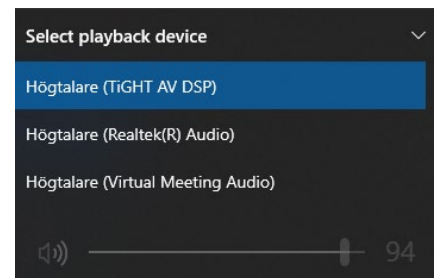 Select playback device
Högtalare (TiGHT AV DSP)
Högtalare (Realtek(R) Audio)
Högtalare (Virtual Meeting Audio)
94